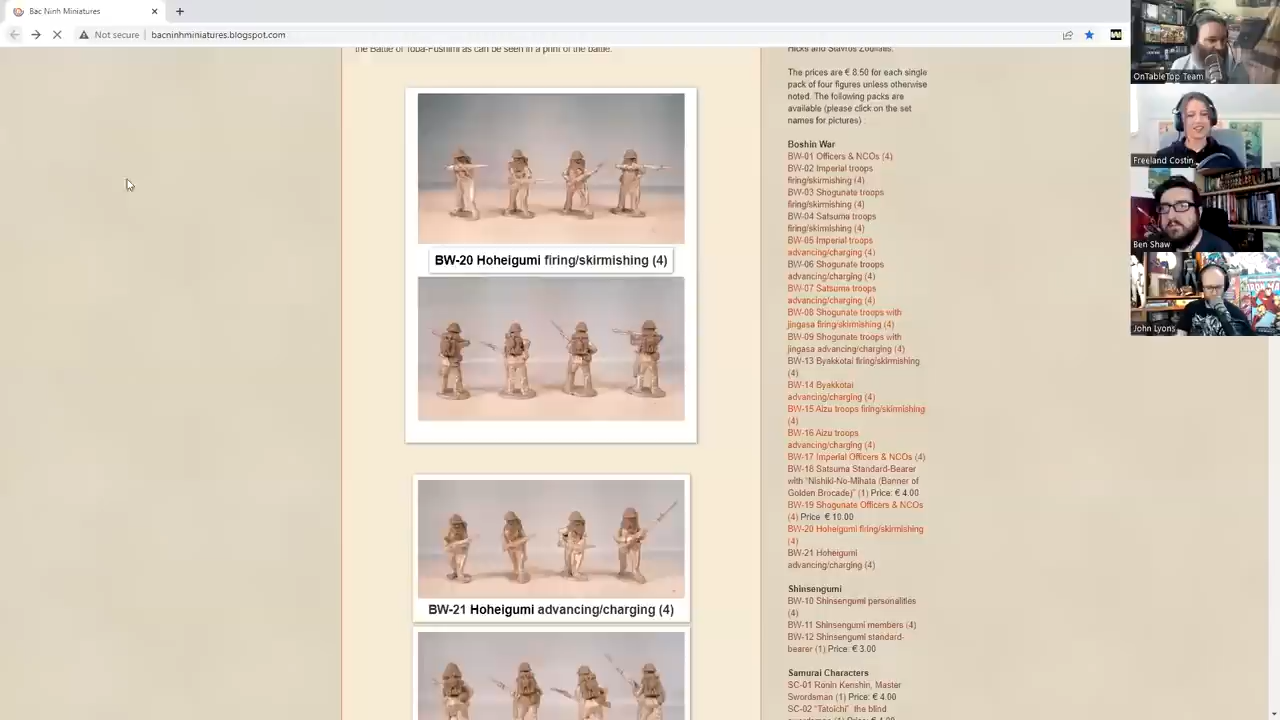 Bac Ninh Miniatures
Not secure
bacninhminiatures.blogspot.com
the Battle of Toba-Fushimi as can be seen in a print of the battle.
BW-20 Hoheigumi firing/skirmishing (4)
BW-21 Hoheigumi advancing/charging (4)
Hicks and Stavros Zouliatis.
The prices are € 8.50 for each single
pack of four figures unless otherwise
noted. The following packs are
available (please click on the set
names for pictures) :
Boshin War
BW-01 Officers & NCOs (4)
BW-02 Imperial troops
firing/skirmishing (4)
BW-03 Shogunate troops
firing/skirmishing (4)
BW-04 Satsuma troops
firing/skirmishing (4)
BW-05 Imperial troops
advancing/charging (4)
BW-06 Shogunate troops
advancing/charging (4)
BW-07 Satsuma troops
advancing/charging (4)
BW-08 Shogunate troops with
jingasa firing/skirmishing (4)
BW-09 Shogunate troops with
jingasa advancing/charging (4)
BW-13 Byakkotai firing/skirmishing
(4)
BW-14 Byakkotai
advancing/charging (4)
BW-15 Aizu troops firing/skirmishing
(4)
BW-16 Aizu troops
advancing/charging (4)
BW-17 Imperial Officers & NCOs (4)
BW-18 Satsuma Standard-Bearer
with "Nishiki-No-Mihata (Banner of
Golden Brocade)" (1) Price: € 4.00
BW-19 Shogunate Officers & NCOs
(4) Price € 10.00
BW-20 Hoheigumi firing/skirmishing
(4)
BW-21 Hoheigumi
advancing/charging (4)
Shinsengumi
BW-10 Shinsengumi personalities
(4)
BW-11 Shinsengumi members (4)
BW-12 Shinsengumi standard-
bearer (1) Price: € 3.00
Samurai Characters
SC-01 Ronin Kenshin, Master
Swordsman (1) Price: € 4.00
SC-02 "Tatoichi" the blind
swordsman (1) Price: € 4.00
OnTableTop Team
Freeland Costin
Ben Shaw
John Lyons